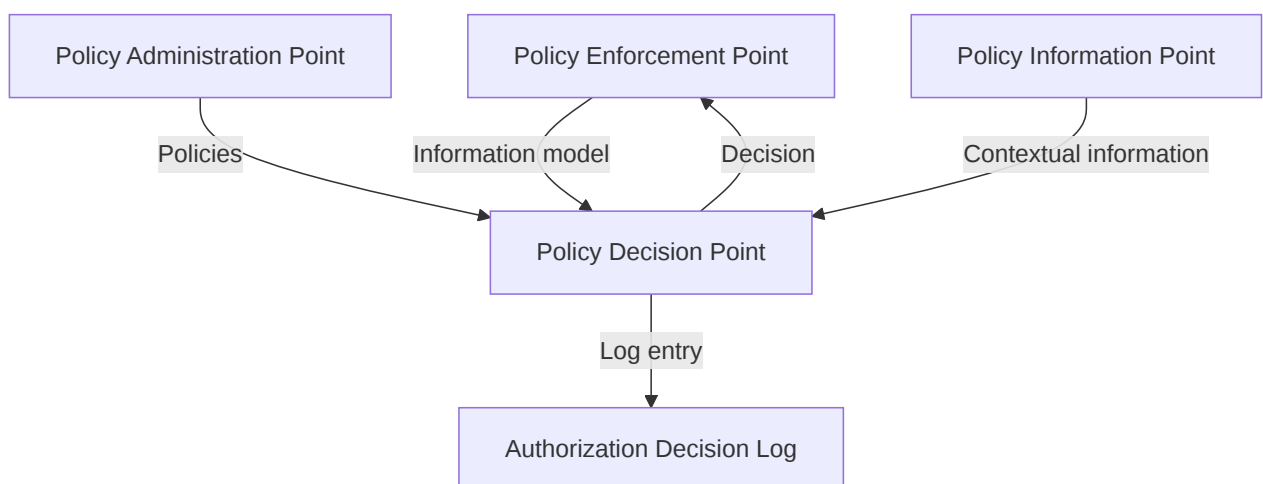 Policy Administration Point
Policy Enforcement Point
Policy Information Point
Policies
Information model
Decision
Contextual information
Policy Decision Point
Log entry
Authorization Decision Log